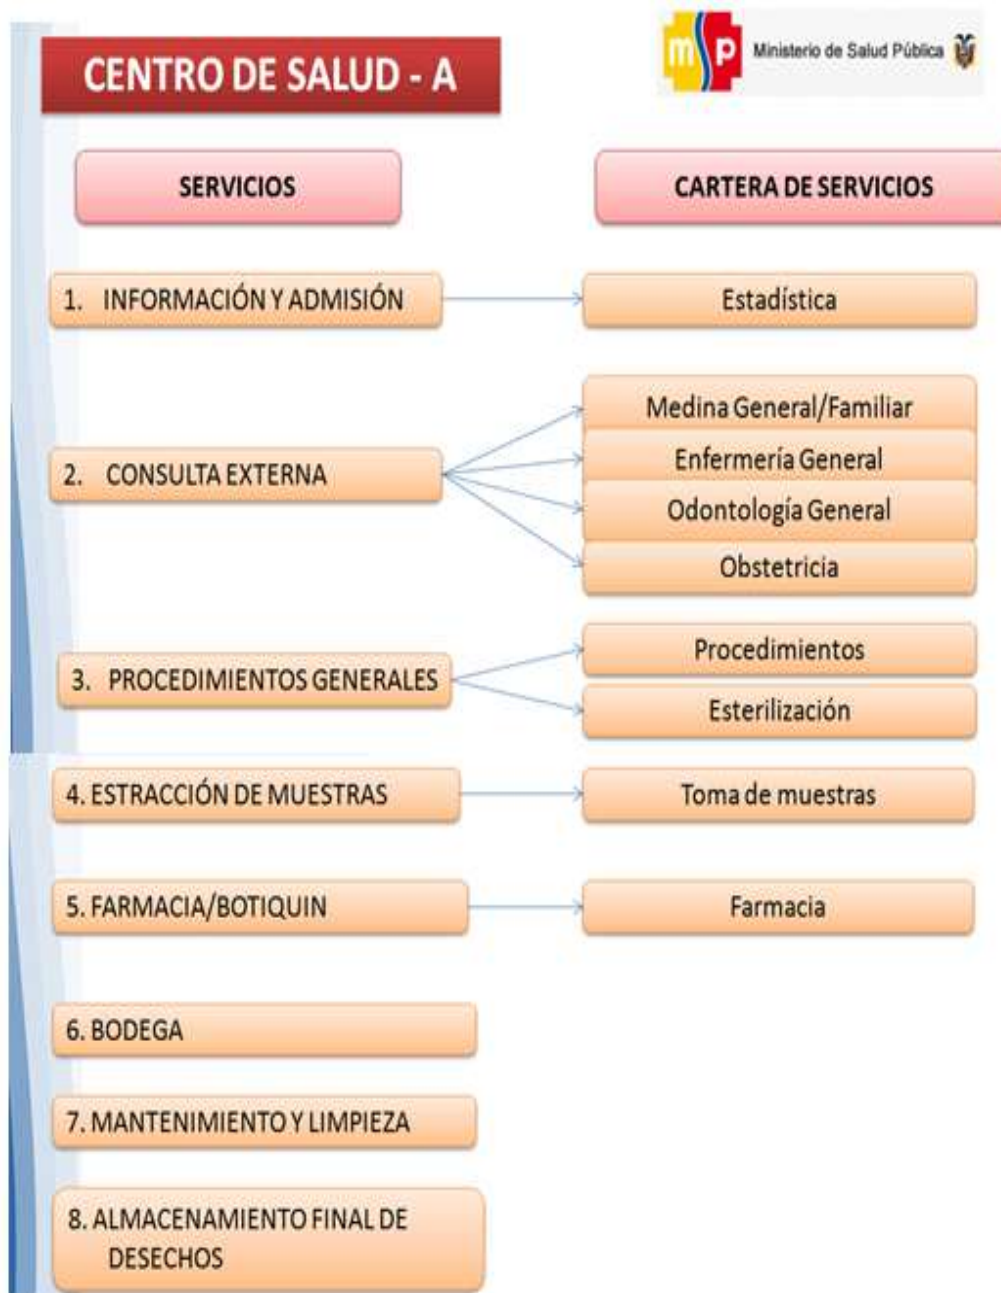 CENTRO DE SALUD - A
msp Ministerio de Salud Pública
SERVICIOS
CARTERA DE SERVICIOS
1. INFORMACIÓN Y ADMISIÓN
Estadística
2. CONSULTA EXTERNA
Medina General/Familiar
Enfermería General
Odontología General
Obstetricia
3. PROCEDIMIENTOS GENERALES
Procedimientos
Esterilización
4. ESTRACCIÓN DE MUESTRAS
Toma de muestras
5. FARMACIA/BOTIQUIN
Farmacia
6. BODEGA
7. MANTENIMIENTO Y LIMPIEZA
8. ALMACENAMIENTO FINAL DE
DESECHOS